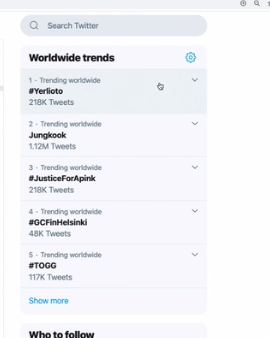 Search Twitter
Worldwide trends
1 · Trending worldwide
#Yerlioto
218K Tweets
2 · Trending worldwide
Jungkook
1.12M Tweets
3 · Trending worldwide
#JusticeForApink
218K Tweets
4 · Trending worldwide
#GCFinHelsinki
48K Tweets
5 · Trending worldwide
#TOGG
117K Tweets
Show more
Who to follow